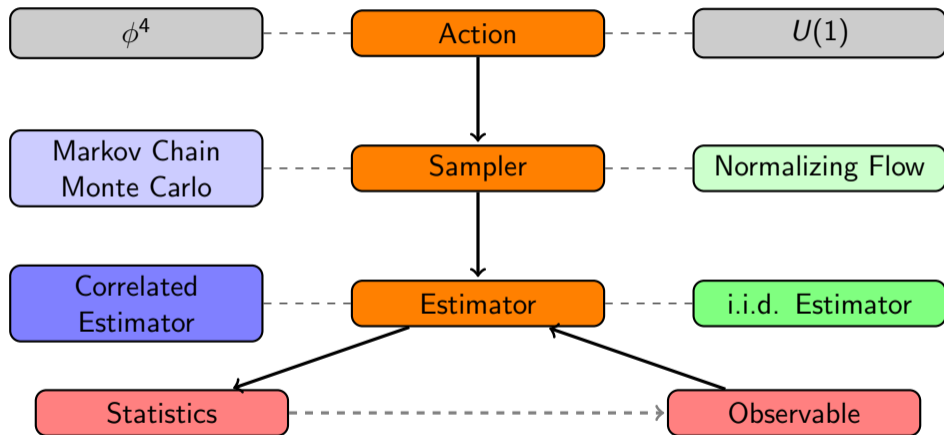 ϕ⁴
Action
U(1)
Markov Chain
Monte Carlo
Sampler
Normalizing Flow
Correlated
Estimator
Estimator
i.i.d. Estimator
Statistics
Observable